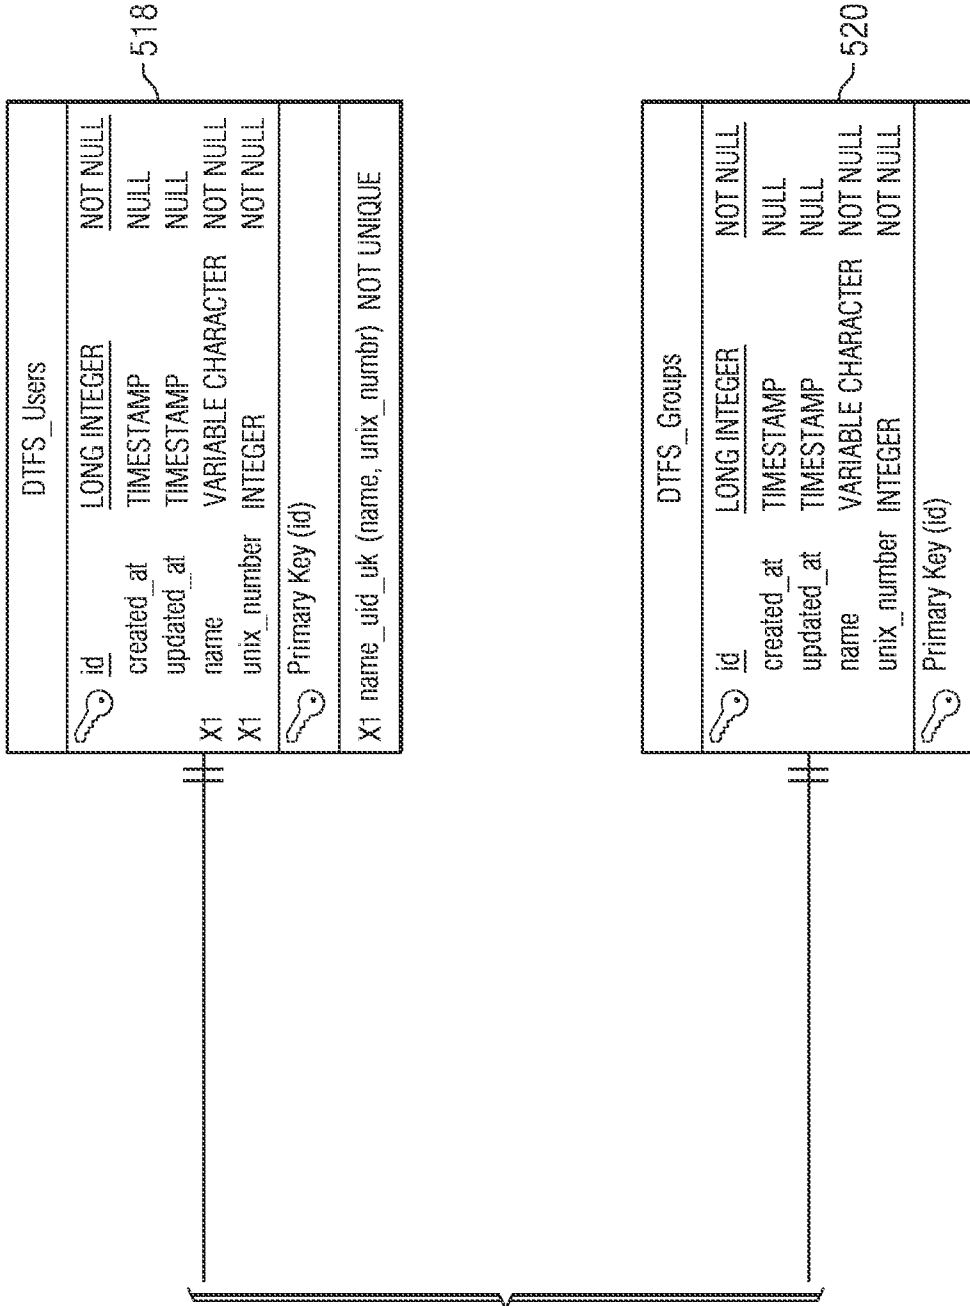 DTFS_Users
518
id LONG INTEGER NOT NULL
created_at TIMESTAMP NULL
updated_at TIMESTAMP NULL
X1 name VARIABLE CHARACTER NOT NULL
X1 unix_number INTEGER NOT NULL
Primary Key (id)
X1 name_uid_uk (name, unix_numbr) NOT UNIQUE
DTFS_Groups
520
id LONG INTEGER NOT NULL
created_at TIMESTAMP NULL
updated_at TIMESTAMP NULL
name VARIABLE CHARACTER NOT NULL
unix_number INTEGER NOT NULL
Primary Key (id)